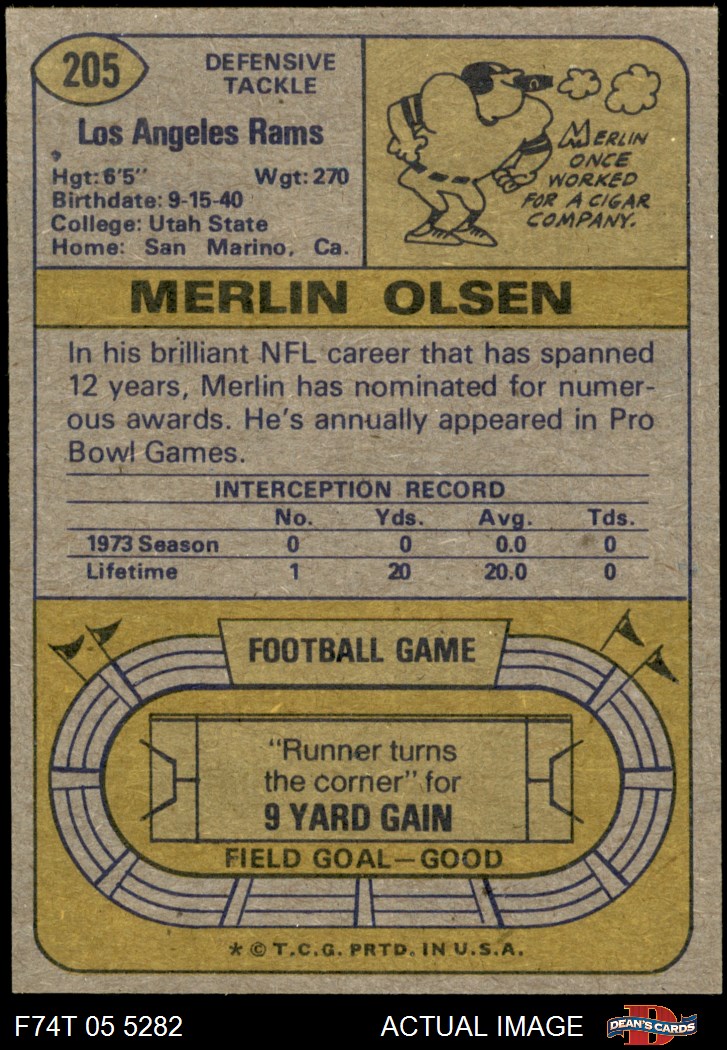 205
DEFENSIVE
TACKLE
Los Angeles Rams
Hgt: 6'5" Wgt: 270
Birthdate: 9-15-40
College: Utah State
Home: San Marino, Ca.
MERLIN
ONCE
WORKED
FOR A CIGAR
COMPANY.
MERLIN OLSEN
In his brilliant NFL career that has spanned
12 years, Merlin has nominated for numer-
ous awards. He's annually appeared in Pro
Bowl Games.
INTERCEPTION RECORD
No. Yds. Avg. Tds.
1973 Season 0 0 0.0 0
Lifetime 1 20 20.0 0
FOOTBALL GAME
"Runner turns
the corner" for
9 YARD GAIN
FIELD GOAL—GOOD
* © T.C.G. PRTD. IN U.S.A.
F74T 05 5282 ACTUAL IMAGE D DEAN'S CARDS